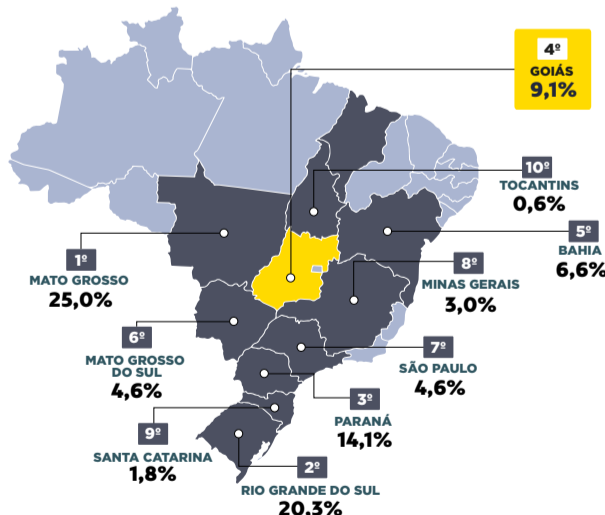 4º
GOIÁS
9,1%
10º
TOCANTINS
0,6%
5º
BAHIA
6,6%
1º
MATO GROSSO
25,0%
8º
MINAS GERAIS
3,0%
6º
MATO GROSSO
DO SUL
4,6%
7º
SÃO PAULO
4,6%
3º
PARANÁ
14,1%
9º
SANTA CATARINA
1,8%
2º
RIO GRANDE DO SUL
20,3%